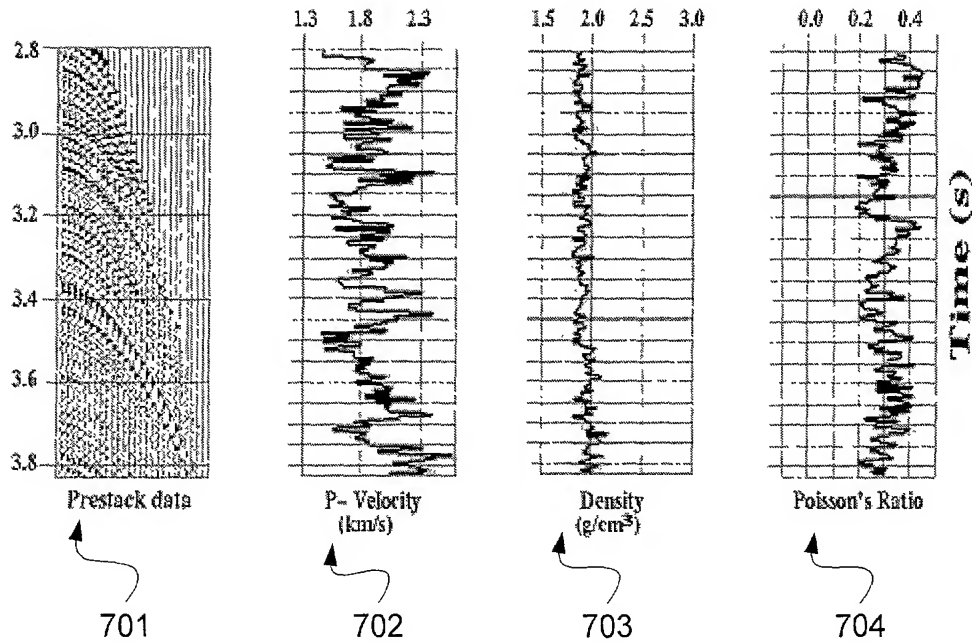 1.3 1.8 2.3
1.5 2.0 2.5 3.0
0.0 0.2 0.4
2.8
3.0
3.2
3.4
3.6
3.8
Time (s)
Prestack data
P- Velocity
(km/s)
Density
(g/cm³)
Poisson's Ratio
701
702
703
704